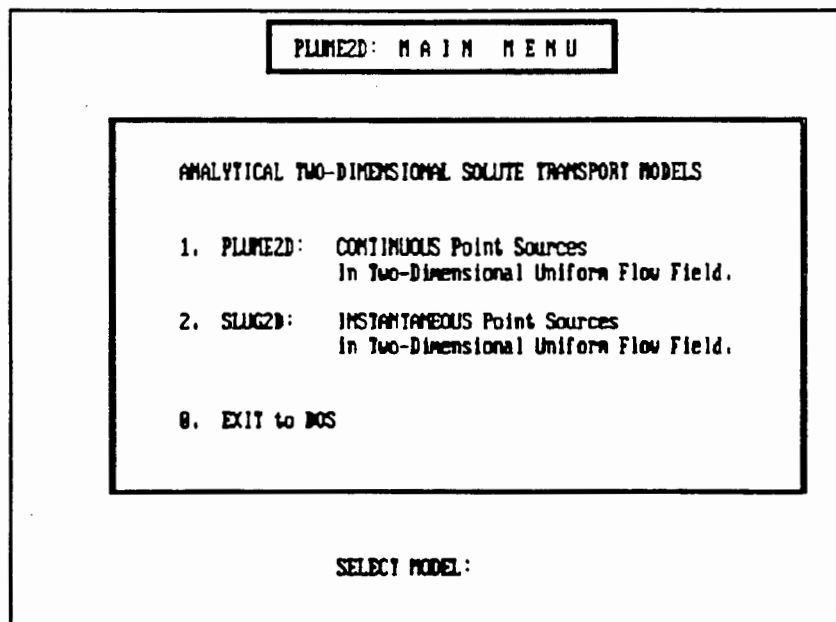 PLUME2D: M A I N M E N U
ANALYTICAL TWO-DIMENSIONAL SOLUTE TRANSPORT MODELS
1. PLUME2D: CONTINUOUS Point Sources
in Two-Dimensional Uniform Flow Field.
2. SLUG2D: INSTANTANEOUS Point Sources
in Two-Dimensional Uniform Flow Field.
0. EXIT to DOS
SELECT MODEL: